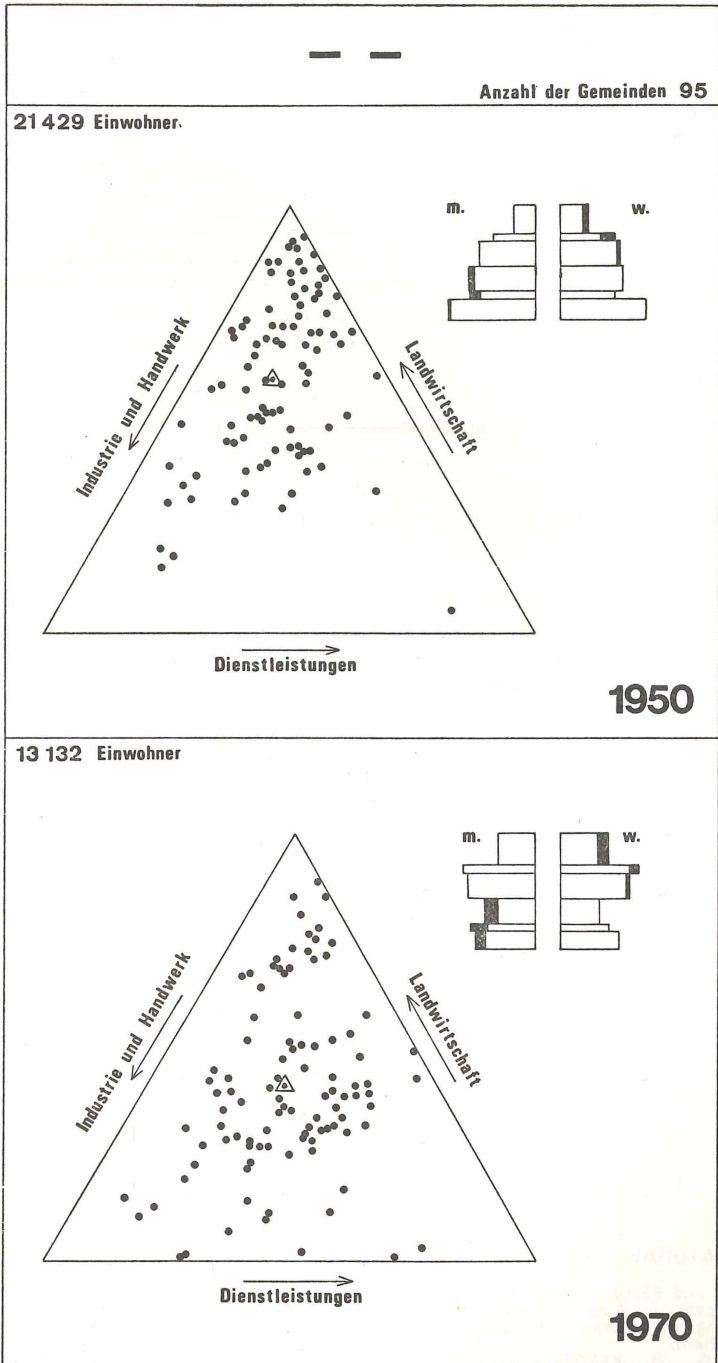 — —
Anzahl der Gemeinden 95
21 429 Einwohner
m. w.
Industrie und Handwerk
Landwirtschaft
Dienstleistungen
1950
13 132 Einwohner
m. w.
Industrie und Handwerk
Landwirtschaft
Dienstleistungen
1970